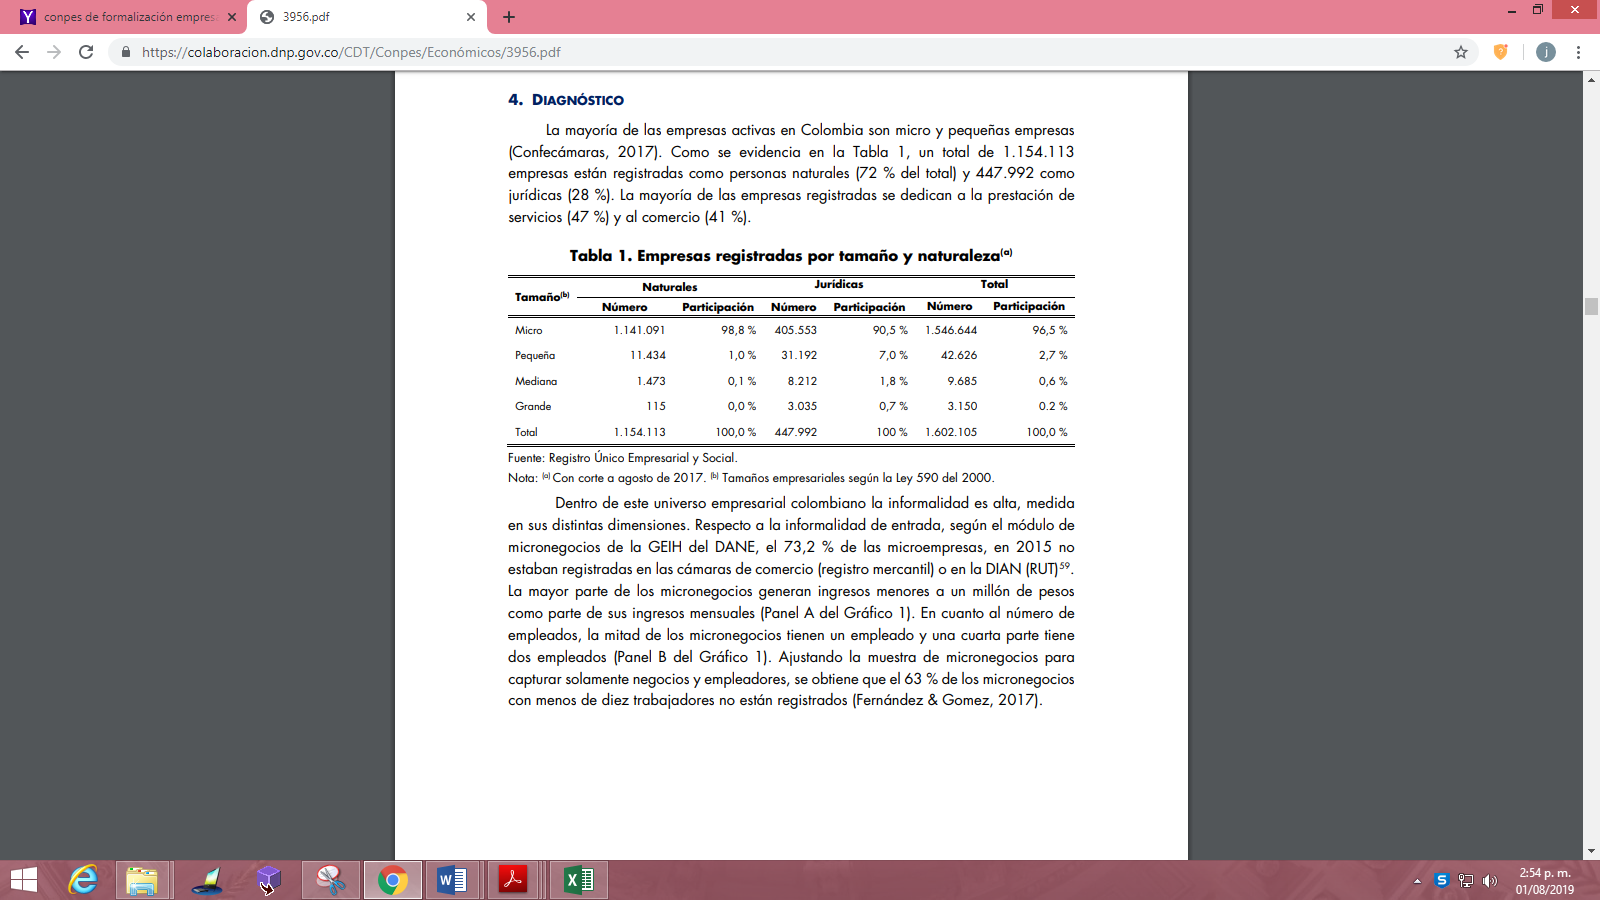 conpes de formalización empres
3956.pdf
https://colaboracion.dnp.gov.co/CDT/Conpes/Económicos/3956.pdf
j
4. DIAGNÓSTICO
La mayoría de las empresas activas en Colombia son micro y pequeñas empresas
(Confecámaras, 2017). Como se evidencia en la Tabla 1, un total de 1.154.113
empresas están registradas como personas naturales (72 % del total) y 447.992 como
jurídicas (28 %). La mayoría de las empresas registradas se dedican a la prestación de
servicios (47 %) y al comercio (41 %).
Tabla 1. Empresas registradas por tamaño y naturaleza(a)
Tamaño(b) Naturales Jurídicas Total
Número Participación Número Participación Número Participación
Micro 1.141.091 98,8 % 405.553 90,5 % 1.546.644 96,5 %
Pequeña 11.434 1,0 % 31.192 7,0 % 42.626 2,7 %
Mediana 1.473 0,1 % 8.212 1,8 % 9.685 0,6 %
Grande 115 0,0 % 3.035 0,7 % 3.150 0.2 %
Total 1.154.113 100,0 % 447.992 100 % 1.602.105 100,0 %
Fuente: Registro Único Empresarial y Social.
Nota: (a) Con corte a agosto de 2017. (b) Tamaños empresariales según la Ley 590 del 2000.
Dentro de este universo empresarial colombiano la informalidad es alta, medida
en sus distintas dimensiones. Respecto a la informalidad de entrada, según el módulo de
micronegocios de la GEIH del DANE, el 73,2 % de las microempresas, en 2015 no
estaban registradas en las cámaras de comercio (registro mercantil) o en la DIAN (RUT)59.
La mayor parte de los micronegocios generan ingresos menores a un millón de pesos
como parte de sus ingresos mensuales (Panel A del Gráfico 1). En cuanto al número de
empleados, la mitad de los micronegocios tienen un empleado y una cuarta parte tiene
dos empleados (Panel B del Gráfico 1). Ajustando la muestra de micronegocios para
capturar solamente negocios y empleadores, se obtiene que el 63 % de los micronegocios
con menos de diez trabajadores no están registrados (Fernández & Gomez, 2017).
2:54 p. m.
01/08/2019